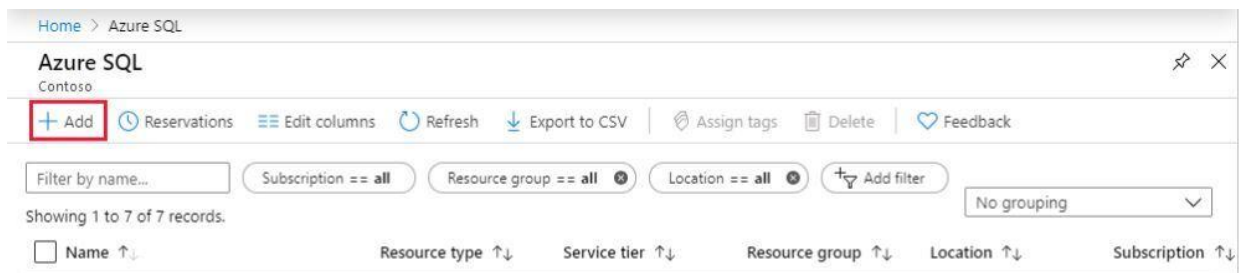 Home > Azure SQL
Azure SQL
Contoso
+ Add Reservations Edit columns Refresh Export to CSV Assign tags Delete Feedback
Filter by name... Subscription == all Resource group == all Location == all Add filter
No grouping
Showing 1 to 7 of 7 records.
Name ↑↓ Resource type ↑↓ Service tier ↑↓ Resource group ↑↓ Location ↑↓ Subscription ↑↓